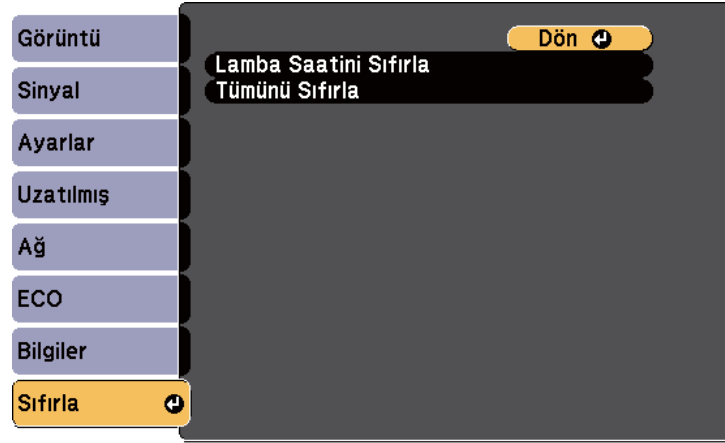 Görüntü
Sinyal
Ayarlar
Uzatılmış
Ağ
ECO
Bilgiler
Sıfırla
Dön
Lamba Saatini Sıfırla
Tümünü Sıfırla